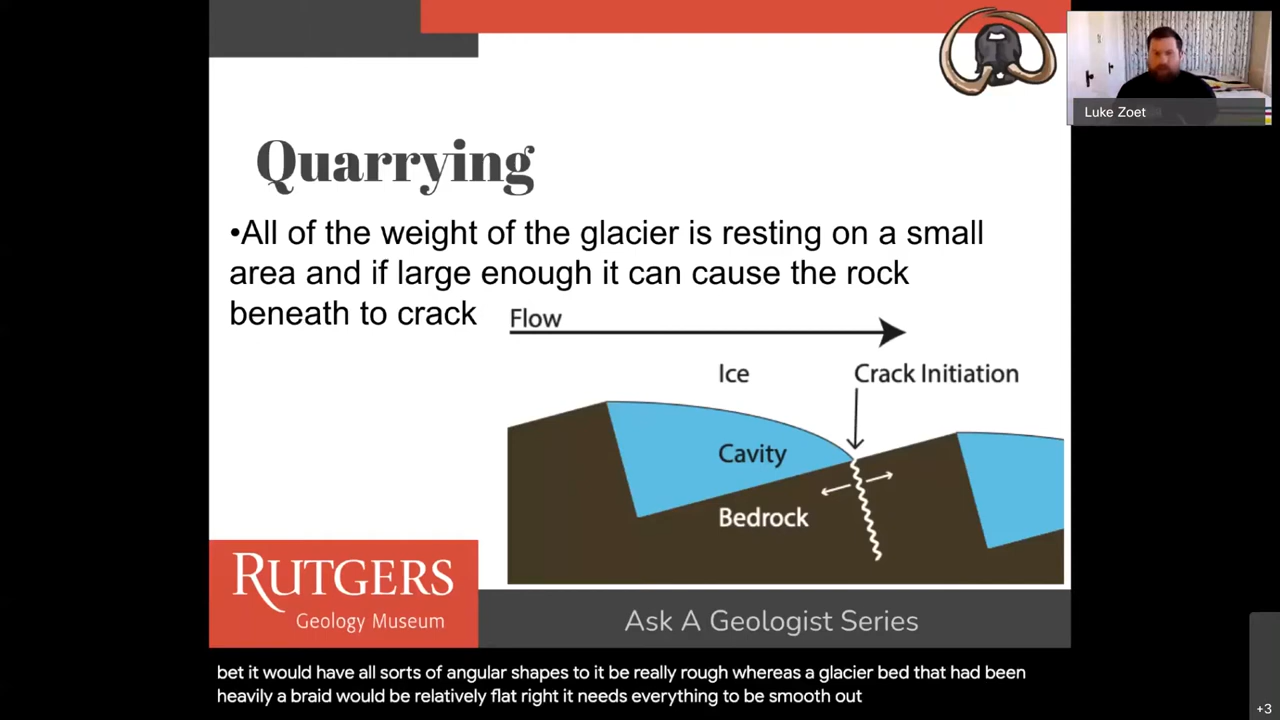 Luke Zoet
Quarrying
•All of the weight of the glacier is resting on a small
area and if large enough it can cause the rock
beneath to crack
Flow
Ice
Crack Initiation
Cavity
Bedrock
RUTGERS
Geology Museum
Ask A Geologist Series
bet it would have all sorts of angular shapes to it be really rough whereas a glacier bed that had been
heavily a braid would be relatively flat right it needs everything to be smooth out
+3